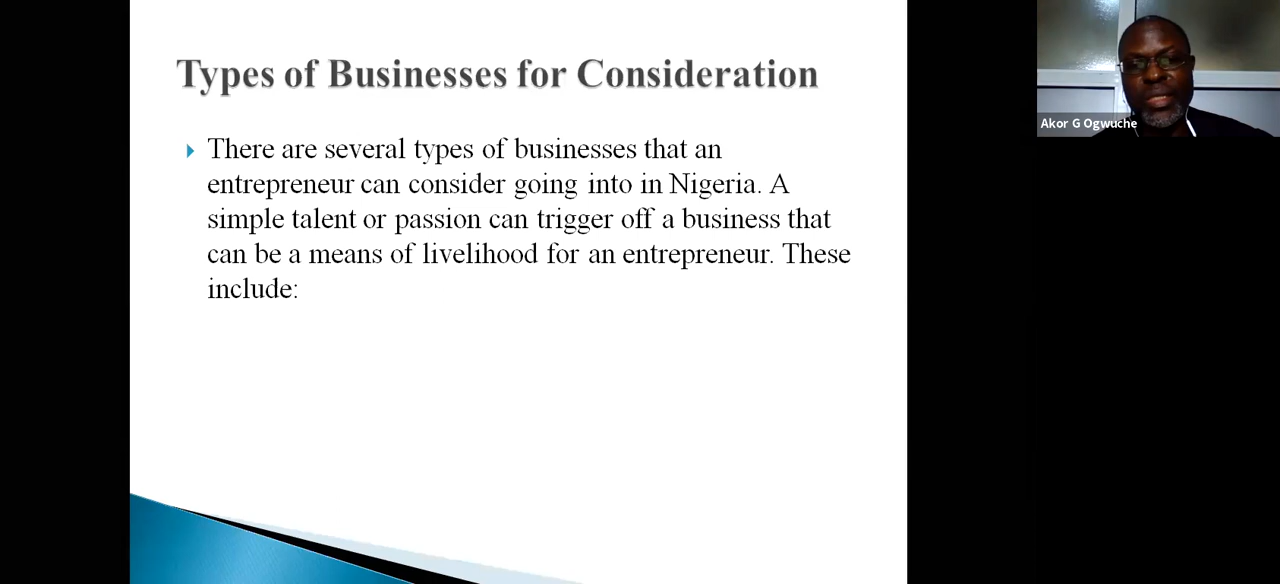 Types of Businesses for Consideration
There are several types of businesses that an
entrepreneur can consider going into in Nigeria. A
simple talent or passion can trigger off a business that
can be a means of livelihood for an entrepreneur. These
include:
Akor G Ogwuche